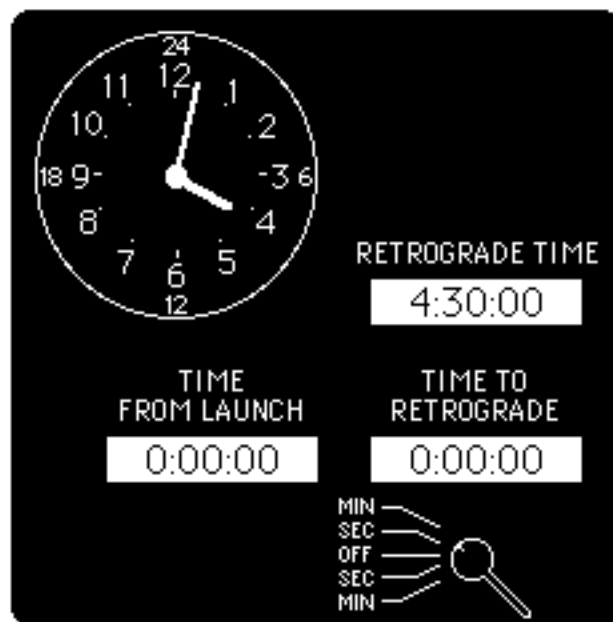 24
12
11
1
10
2
18 9 3 6
8
4
7
5
6
12
RETROGRADE TIME
4:30:00
TIME
FROM LAUNCH
0:00:00
TIME TO
RETROGRADE
0:00:00
MIN
SEC
OFF
SEC
MIN